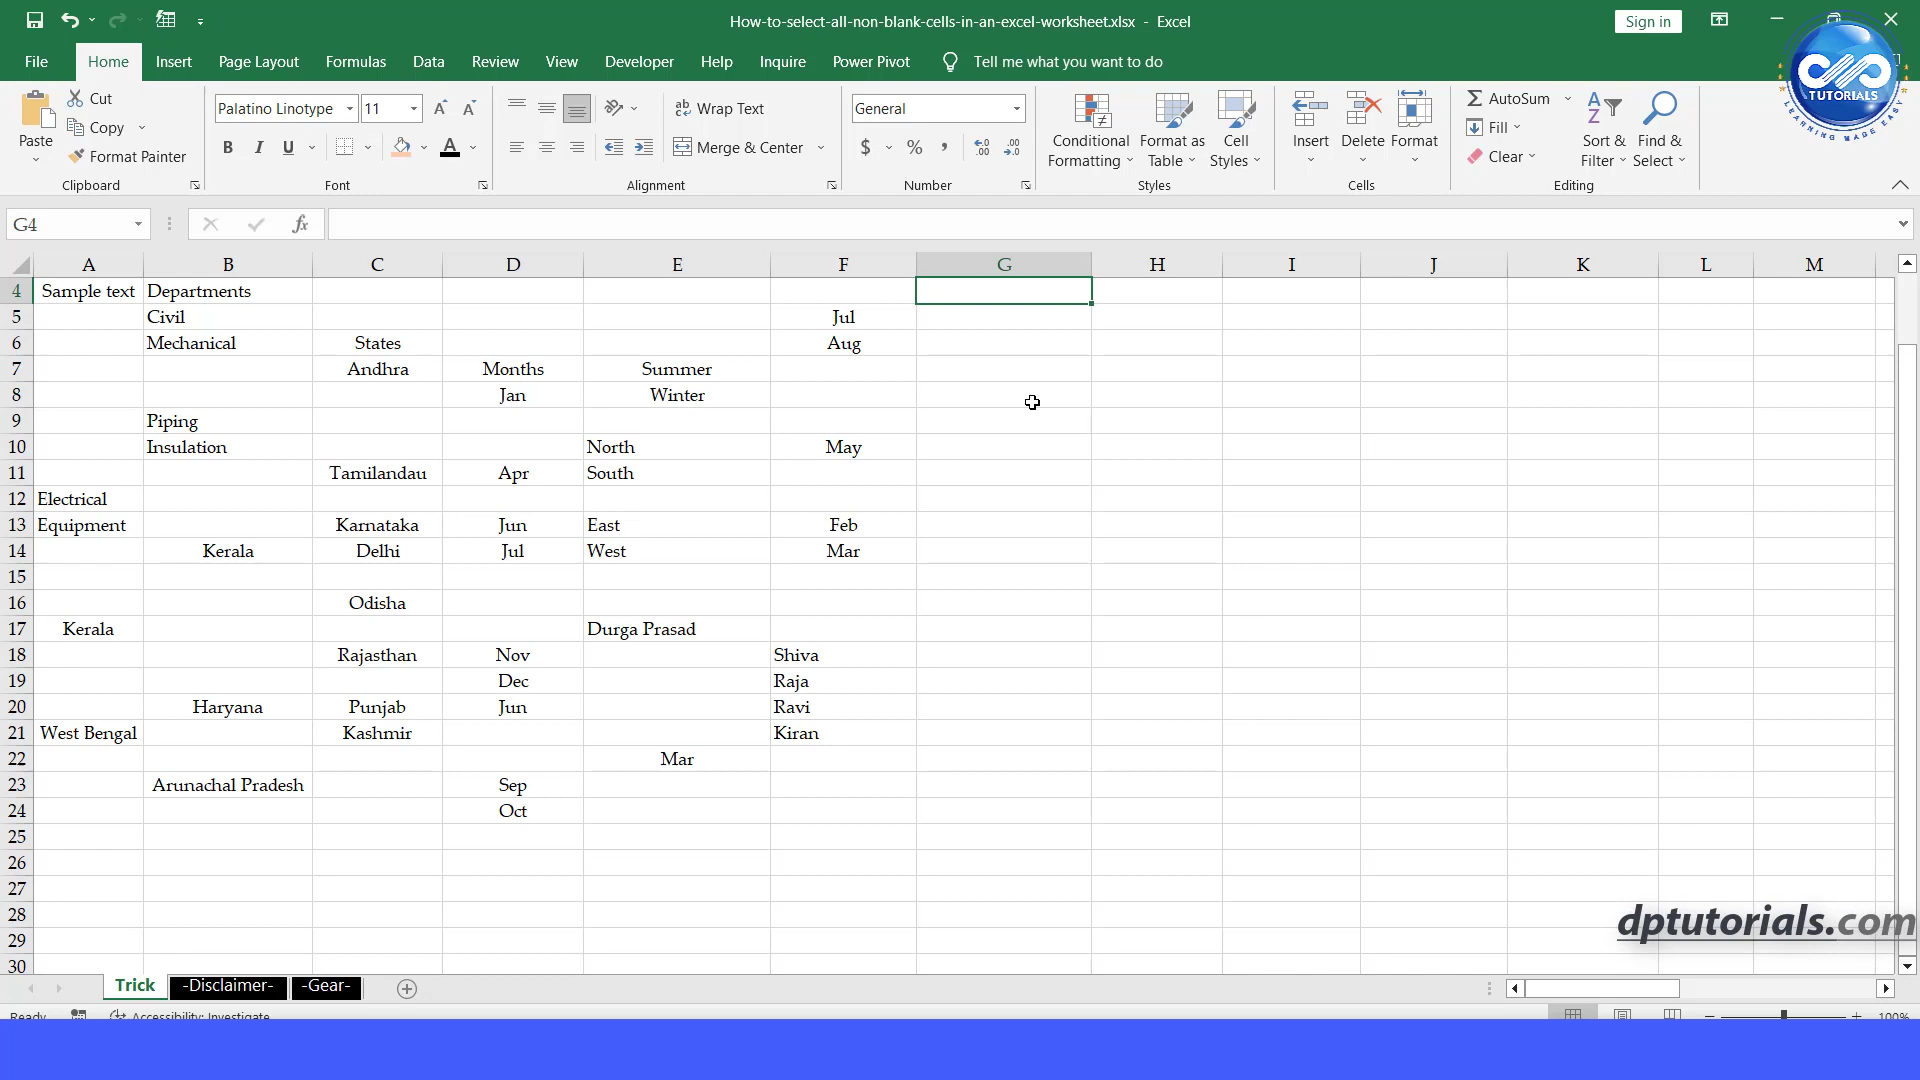 How-to-select-all-non-blank-cells-in-an-excel-worksheet.xlsx - Excel
Sign in
File Home Insert Page Layout Formulas Data Review View Developer Help Inquire Power Pivot Tell me what you want to do
Paste
Cut
Copy
Format Painter
Clipboard
Palatino Linotype 11
B I U A
Font
Wrap Text
Merge & Center
Alignment
General
$ % ,
Number
Conditional Formatting
Format as Table
Cell Styles
Styles
Insert Delete Format
Cells
AutoSum
Fill
Clear
Sort & Filter
Find & Select
Editing
TUTORIALS
LEARNING MADE EASY
G4 fx
A B C D E F G H I J K L M
4 Sample text Departments
5 Civil Jul
6 Mechanical States Aug
7 Andhra Months Summer
8 Jan Winter
9 Piping
10 Insulation North May
11 Tamilandau Apr South
12 Electrical
13 Equipment Karnataka Jun East Feb
14 Kerala Delhi Jul West Mar
15
16 Odisha
17 Kerala Durga Prasad
18 Rajasthan Nov Shiva
19 Dec Raja
20 Haryana Punjab Jun Ravi
21 West Bengal Kashmir Kiran
22 Mar
23 Arunachal Pradesh Sep
24 Oct
25
26
27
28
29
30
dptutorials.com
Trick -Disclaimer- -Gear-
Ready Accessibility: Investigate 100%